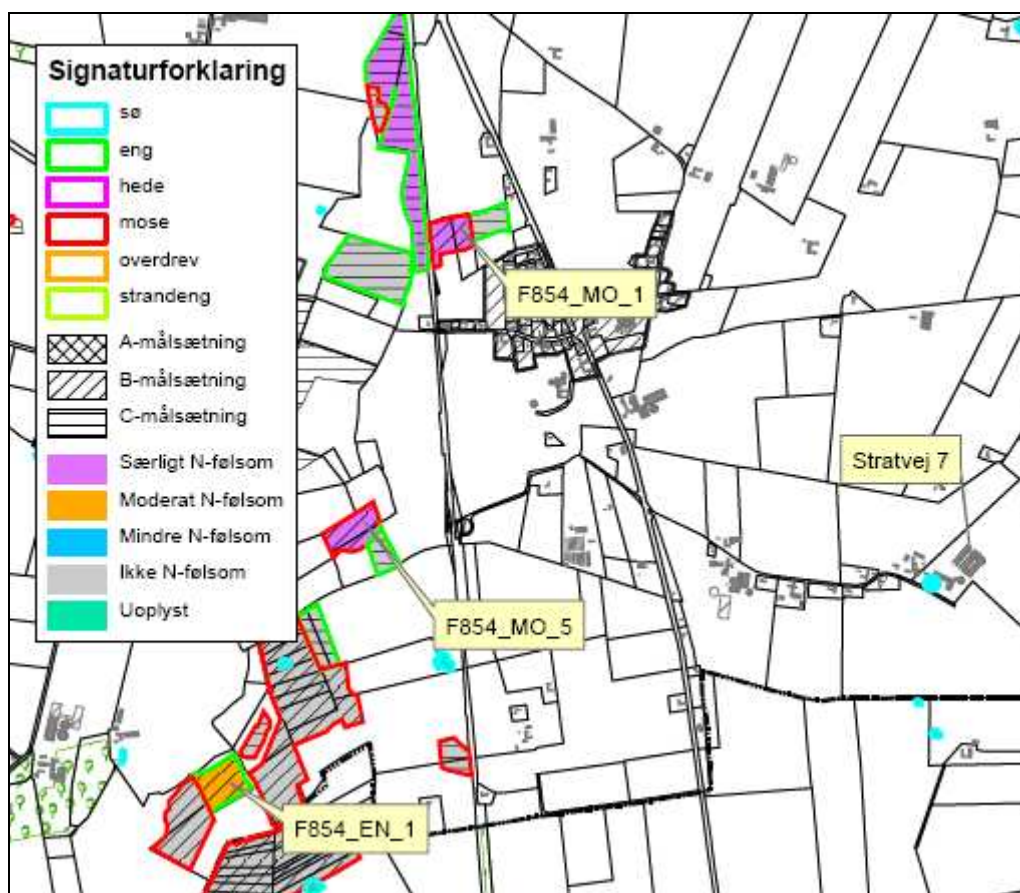 Signaturforklaring
sø
eng
hede
mose
overdrev
strandeng
A-målsætning
B-målsætning
C-målsætning
Særligt N-følsom
Moderat N-følsom
Mindre N-følsom
Ikke N-følsom
Uoplyst
F854_MO_1
Stratvej 7
F854_MO_5
F854_EN_1